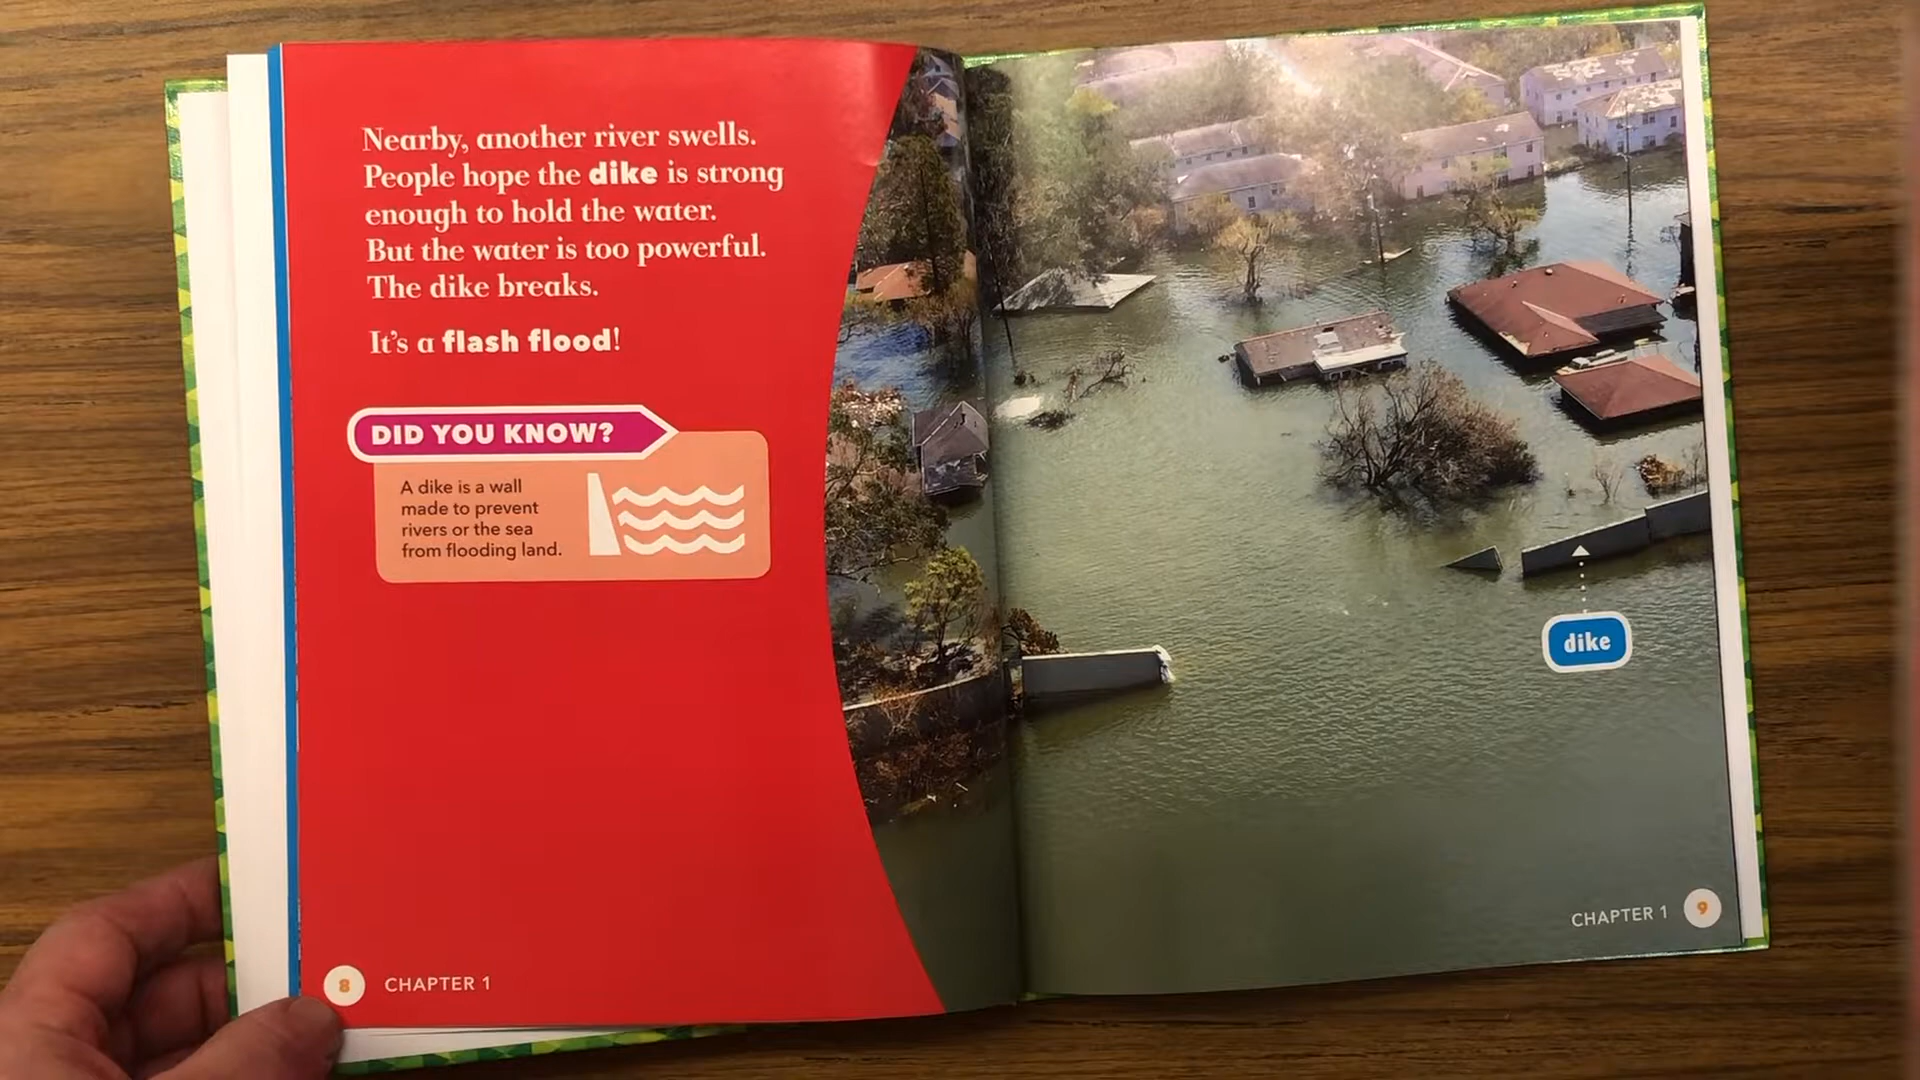 Nearby, another river swells.
People hope the dike is strong
enough to hold the water.
But the water is too powerful.
The dike breaks.
It's a flash flood!
DID YOU KNOW?
A dike is a wall
made to prevent
rivers or the sea
from flooding land.
8 CHAPTER 1
dike
CHAPTER 1 9